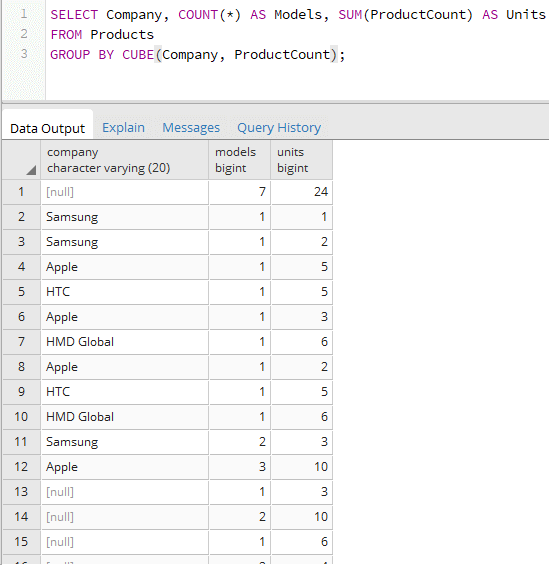 1 SELECT Company, COUNT(*) AS Models, SUM(ProductCount) AS Units
2 FROM Products
3 GROUP BY CUBE(Company, ProductCount);
Data Output Explain Messages Query History
company models units
character varying (20) bigint bigint
1 [null] 7 24
2 Samsung 1 1
3 Samsung 1 2
4 Apple 1 5
5 HTC 1 5
6 Apple 1 3
7 HMD Global 1 6
8 Apple 1 2
9 HTC 1 5
10 HMD Global 1 6
11 Samsung 2 3
12 Apple 3 10
13 [null] 1 3
14 [null] 2 10
15 [null] 1 6